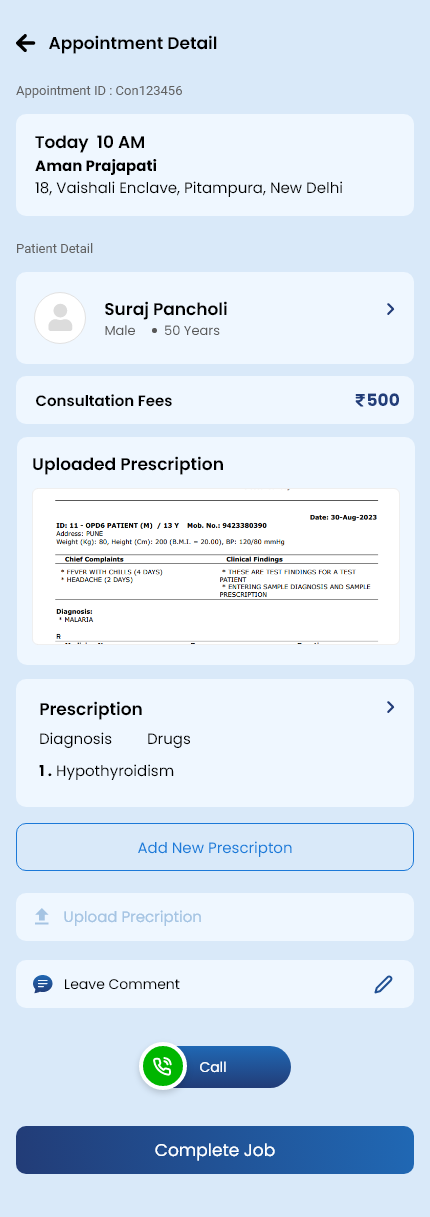 Appointment Detail
Appointment ID : Con123456
Today 10 AM
Aman Prajapati
18, Vaishali Enclave, Pitampura, New Delhi
Patient Detail
Suraj Pancholi
Male • 50 Years
Consultation Fees ₹500
Uploaded Prescription
Date: 30-Aug-2023
ID: 11 - OPD6 PATIENT (M) / 13 Y Mob. No.: 9423380390
Address: PUNE
Weight (Kg): 80, Height (Cm): 200 (B.M.I. = 20.00), BP: 120/80 mmHg
Chief Complaints Clinical Findings
* FEVER WITH CHILLS (4 DAYS) * THESE ARE TEST FINDINGS FOR A TEST
* HEADACHE (2 DAYS) PATIENT
* ENTERING SAMPLE DIAGNOSIS AND SAMPLE
PRESCRIPTION
Diagnosis:
* MALARIA
R
Prescription
Diagnosis Drugs
1. Hypothyroidism
Add New Prescripton
Upload Precription
Leave Comment
Call
Complete Job